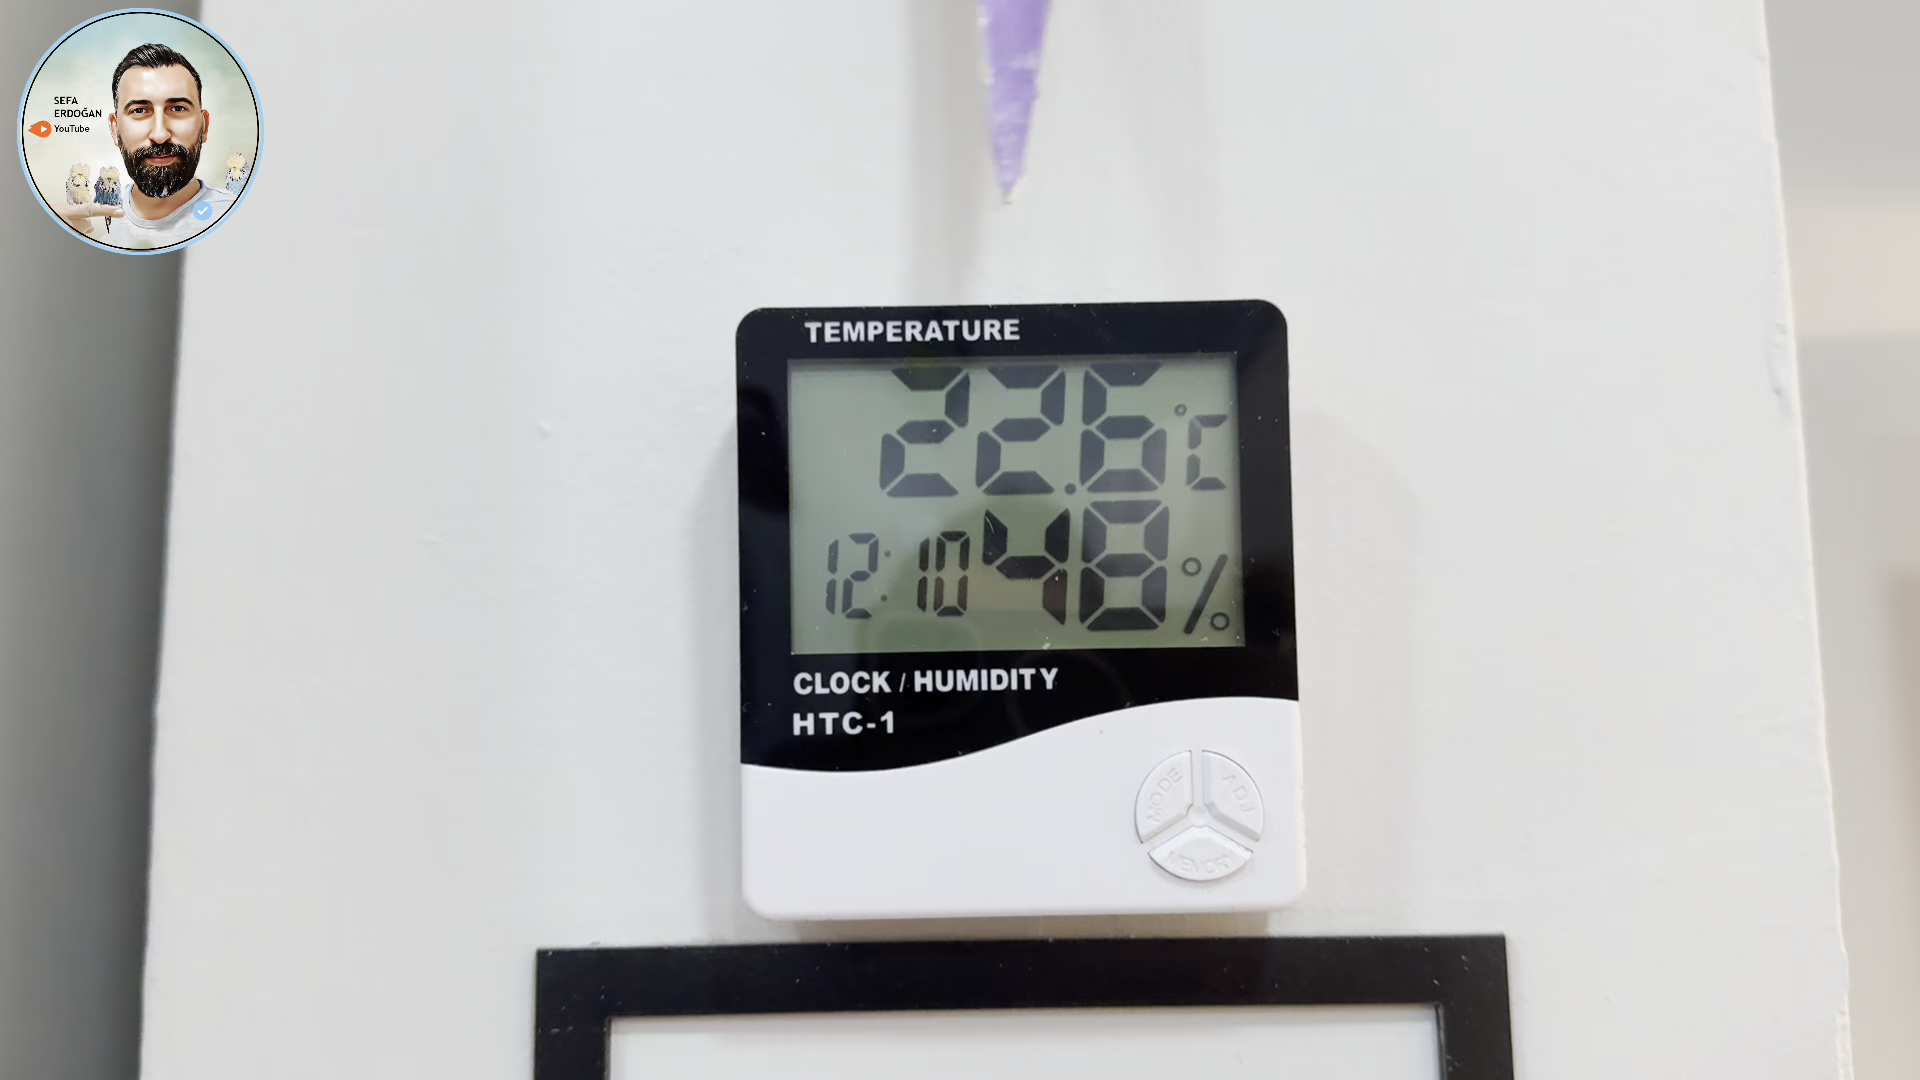 SEFA
ERDOĞAN
YouTube
TEMPERATURE
22.6 °C
12:10 48 %
CLOCK / HUMIDITY
HTC-1
MODE
ADJ
MEMORY